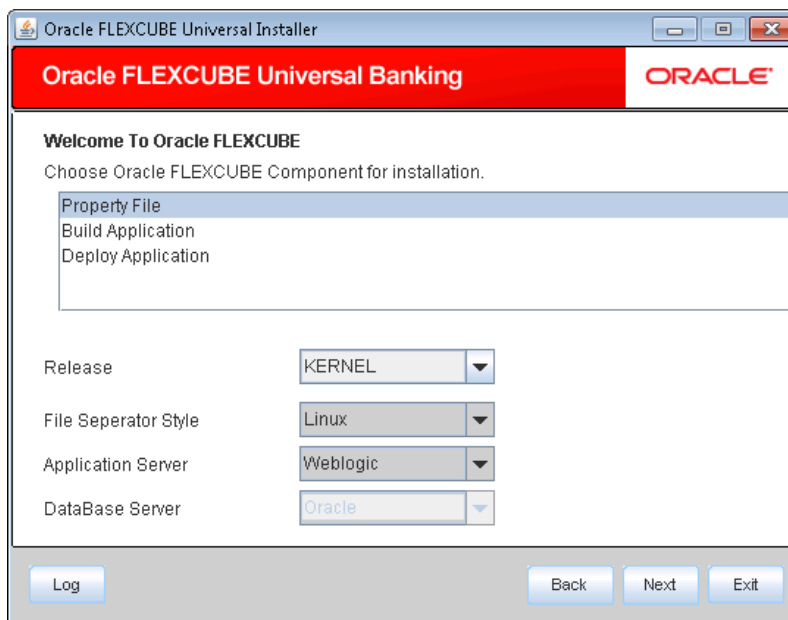 Oracle FLEXCUBE Universal Installer
Oracle FLEXCUBE Universal Banking
ORACLE
Welcome To Oracle FLEXCUBE
Choose Oracle FLEXCUBE Component for installation.
Property File
Build Application
Deploy Application
Release KERNEL
File Seperator Style Linux
Application Server Weblogic
DataBase Server Oracle
Log Back Next Exit